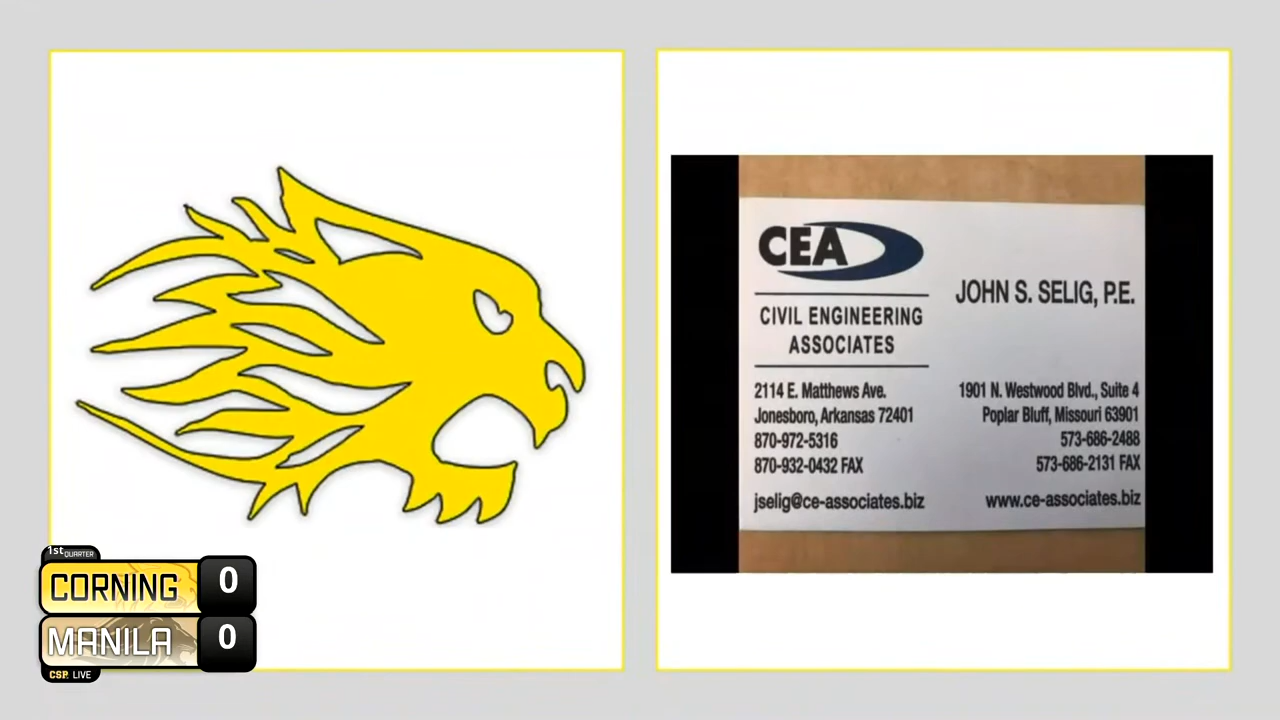 CEA
CIVIL ENGINEERING
ASSOCIATES
2114 E. Matthews Ave.
Jonesboro, Arkansas 72401
870-972-5316
870-932-0432 FAX
jselig@ce-associates.biz
JOHN S. SELIG, P.E.
1901 N. Westwood Blvd., Suite 4
Poplar Bluff, Missouri 63901
573-686-2488
573-686-2131 FAX
www.ce-associates.biz
1st QUARTER
CORNING 0
MANILA 0
CSP. LIVE